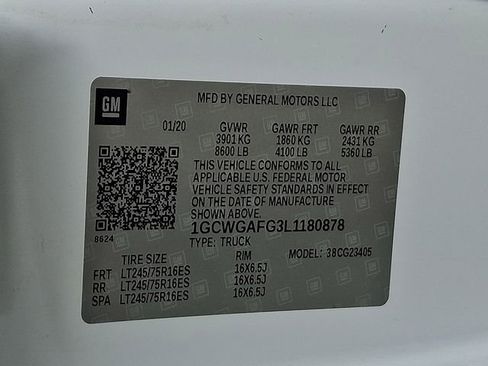 GM
MFD BY GENERAL MOTORS LLC
01/20 GVWR GAWR FRT GAWR RR
3901 KG 1860 KG 2431 KG
8600 LB 4100 LB 5360 LB
THIS VEHICLE CONFORMS TO ALL
APPLICABLE U.S. FEDERAL MOTOR
VEHICLE SAFETY STANDARDS IN EFFECT
ON THE DATE OF MANUFACTURE
SHOWN ABOVE.
8624
1GCWGAFG3L1180878
TYPE: TRUCK MODEL: 38CG23405
TIRE SIZE RIM
FRT LT245/75R16ES 16X6.5J
RR LT245/75R16ES 16X6.5J
SPA LT245/75R16ES 16X6.5J